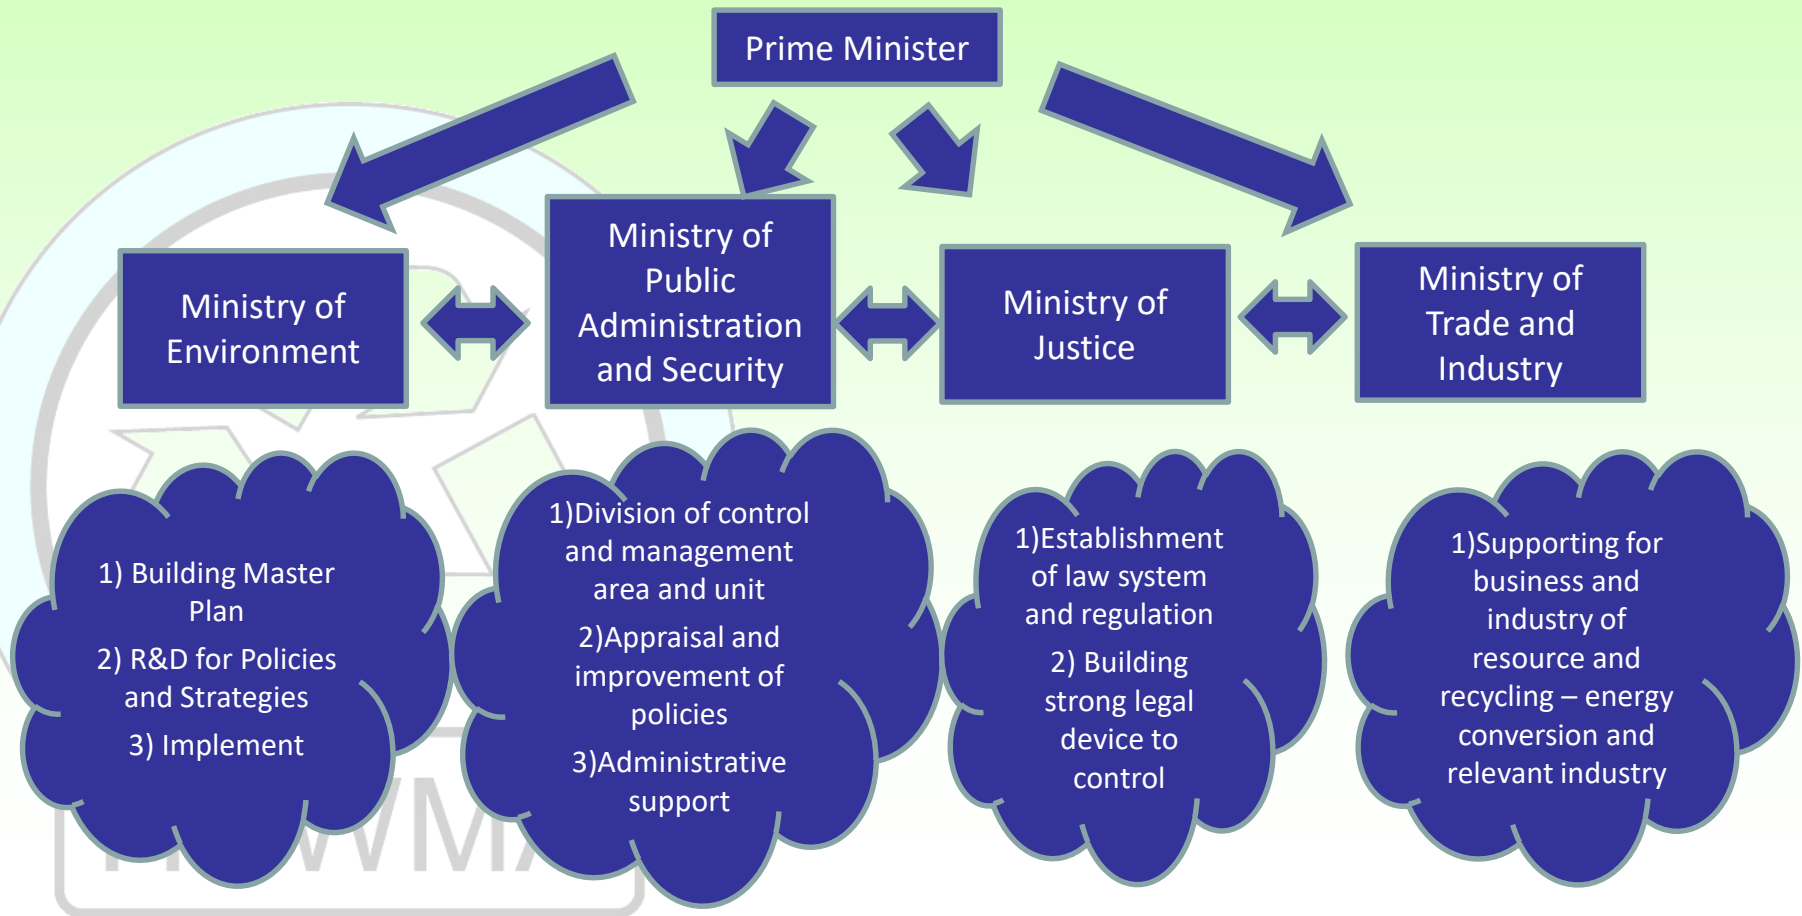 Prime Minister
Ministry of
Environment
Ministry of
Public
Administration
and Security
Ministry of
Justice
Ministry of
Trade and
Industry
1) Building Master
Plan
2) R&D for Policies
and Strategies
3) Implement
1)Division of control
and management
area and unit
2)Appraisal and
improvement of
policies
3)Administrative
support
1)Establishment
of law system
and regulation
2) Building
strong legal
device to
control
1)Supporting for
business and
industry of
resource and
recycling – energy
conversion and
relevant industry